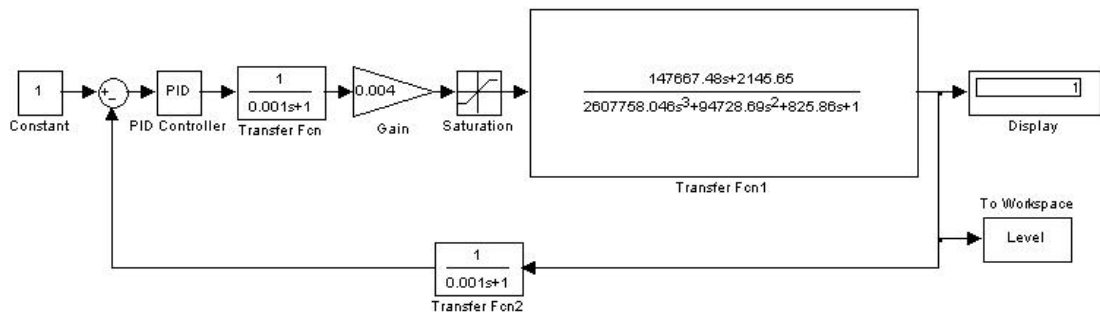 1
Constant
+
-
PID
PID Controller
1
0.001s+1
Transfer Fcn
0.004
Gain
Saturation
147667.48s+2145.65
2607758.046s³+94728.69s²+825.86s+1
Transfer Fcn1
1
Display
To Workspace
Level
1
0.001s+1
Transfer Fcn2